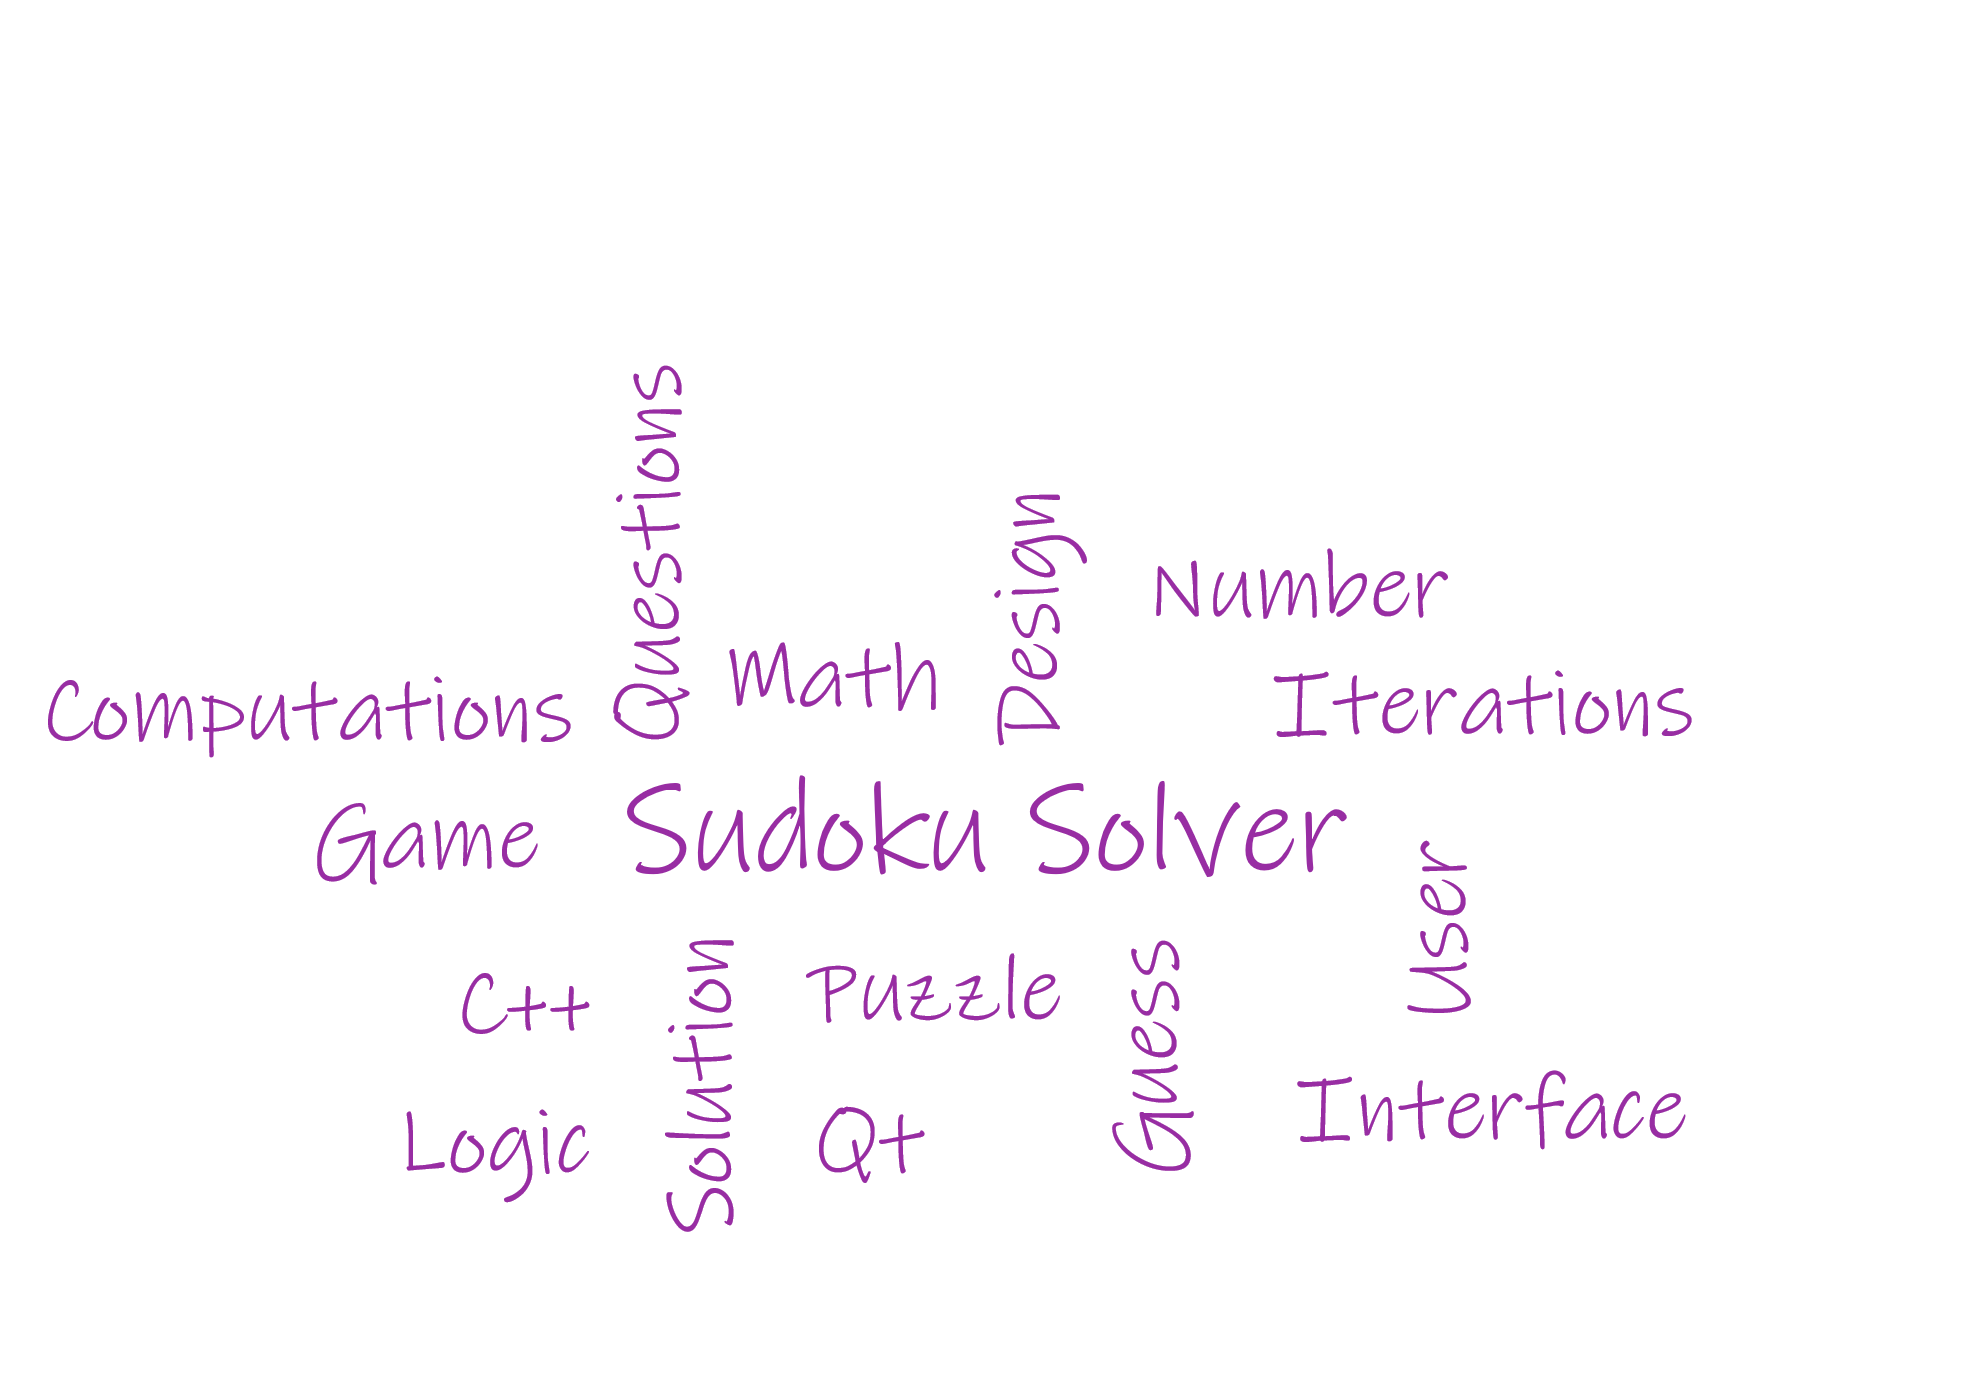 Questions
Design
Number
Math
Computations
Iterations
Game
Sudoku Solver
User
C++
Solution
Puzzle
Guess
Logic
Qt
Interface